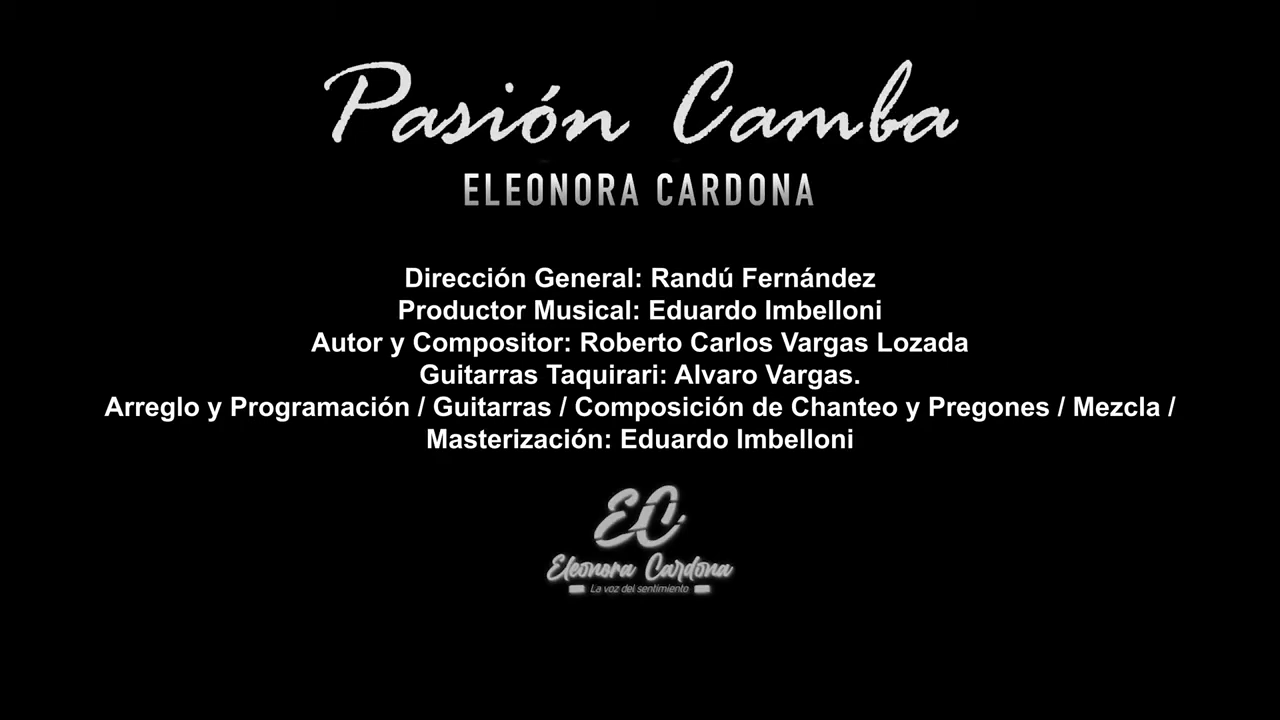 Pasión Camba
ELEONORA CARDONA
Dirección General: Randú Fernández
Productor Musical: Eduardo Imbelloni
Autor y Compositor: Roberto Carlos Vargas Lozada
Guitarras Taquirari: Alvaro Vargas.
Arreglo y Programación / Guitarras / Composición de Chanteo y Pregones / Mezcla /
Masterización: Eduardo Imbelloni
EC
Eleonora Cardona
La voz del sentimiento